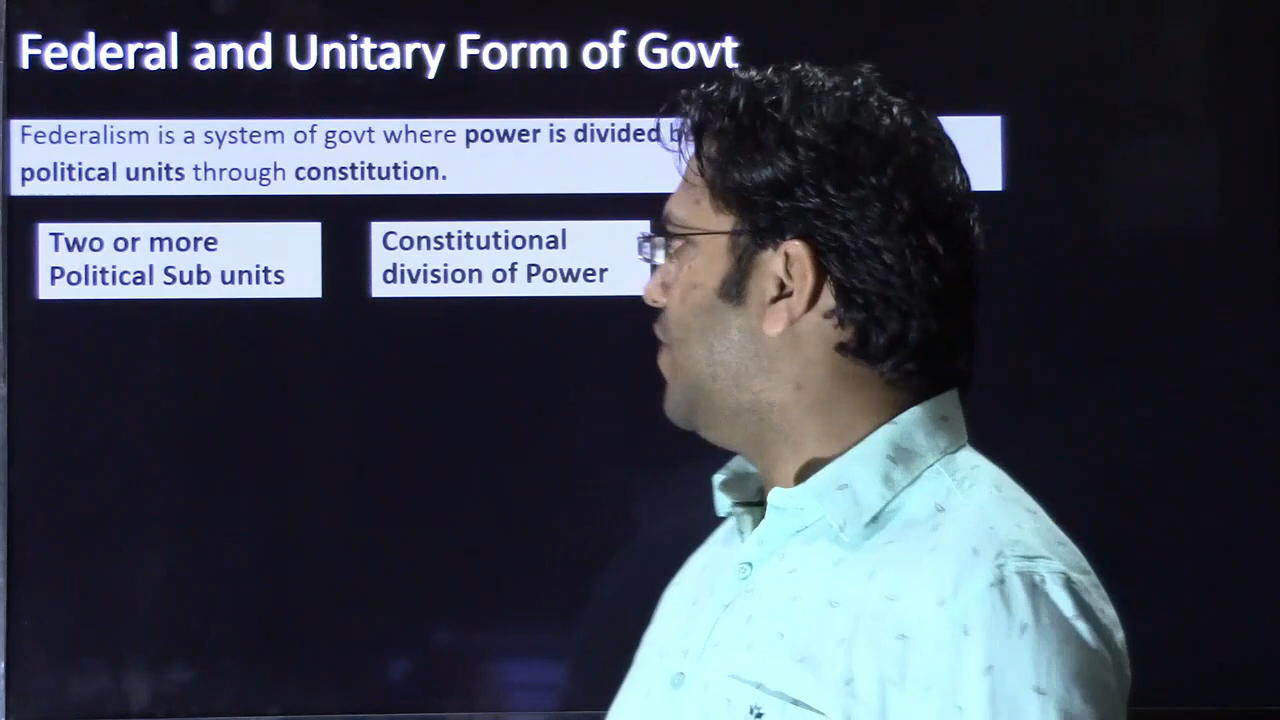 Federal and Unitary Form of Govt
Federalism is a system of govt where power is divided
political units through constitution.
Two or more
Political Sub units
Constitutional
division of Power